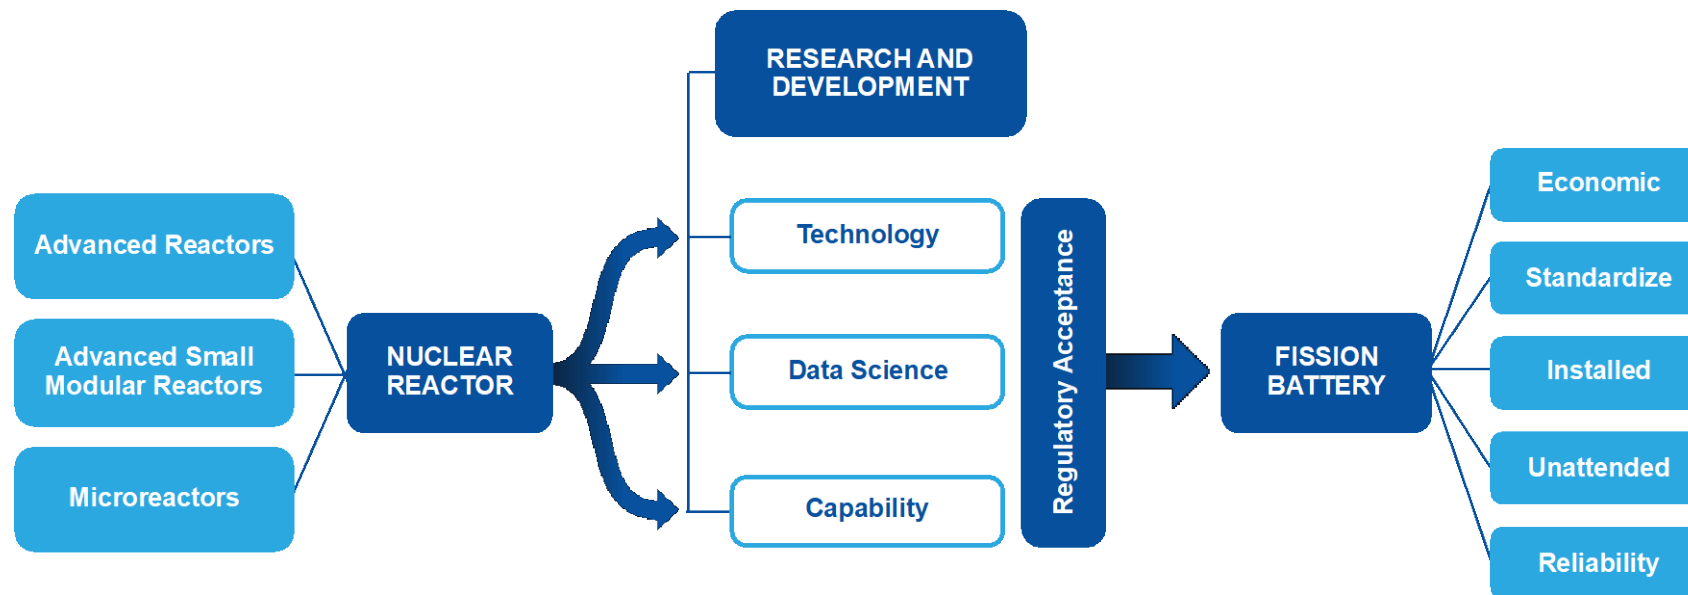 Advanced Reactors
Advanced Small
Modular Reactors
Microreactors
NUCLEAR
REACTOR
RESEARCH AND
DEVELOPMENT
Technology
Data Science
Capability
Regulatory Acceptance
FISSION
BATTERY
Economic
Standardize
Installed
Unattended
Reliability